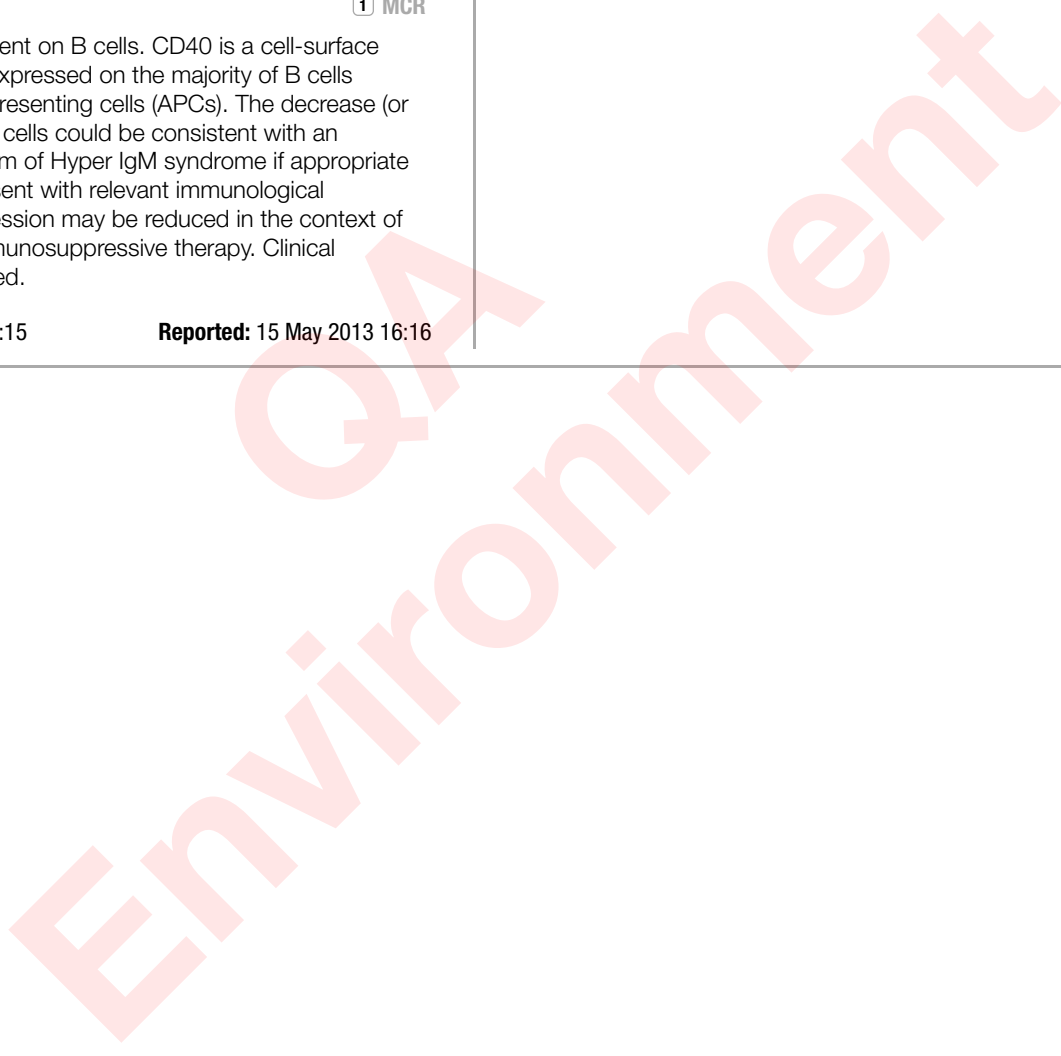 1 MCR
ent on B cells. CD40 is a cell-surface
xpressed on the majority of B cells
resenting cells (APCs). The decrease (or
cells could be consistent with an
m of Hyper IgM syndrome if appropriate
sent with relevant immunological
ession may be reduced in the context of
munosuppressive therapy. Clinical
ed.
:15 Reported: 15 May 2013 16:16
QA
Environment